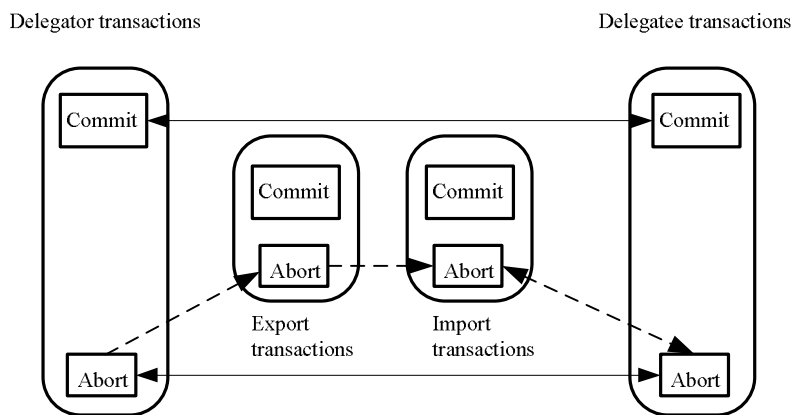 Delegator transactions
Delegatee transactions
Commit
Commit
Commit
Commit
Abort
Abort
Export
transactions
Import
transactions
Abort
Abort